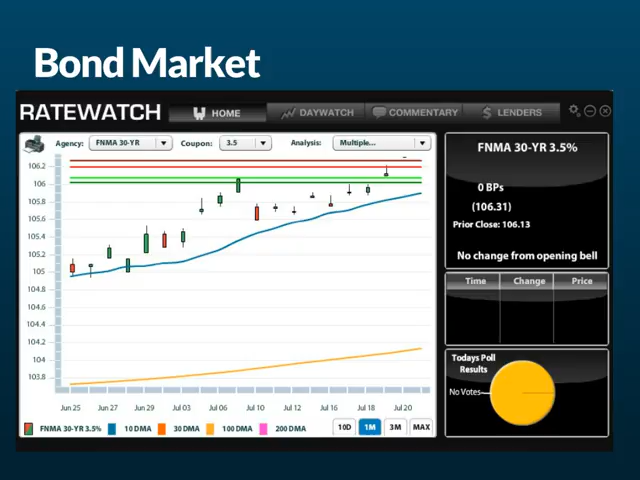 Bond Market
RATEWATCH HOME DAYWATCH COMMENTARY $ LENDERS
Agency: FNMA 30-YR Coupon: 3.5 Analysis: Multiple...
106.2
106
105.8
105.6
105.4
105.2
105
104.8
104.6
104.4
104.2
104
103.8
Jun 25 Jun 27 Jun 29 Jul 03 Jul 06 Jul 10 Jul 12 Jul 16 Jul 18 Jul 20
FNMA 30-YR 3.5% 10 DMA 30 DMA 100 DMA 200 DMA 10D 1M 3M MAX
FNMA 30-YR 3.5%
0 BPs
(106.31)
Prior Close: 106.13
No change from opening bell
Time Change Price
Todays Poll
Results
No Votes